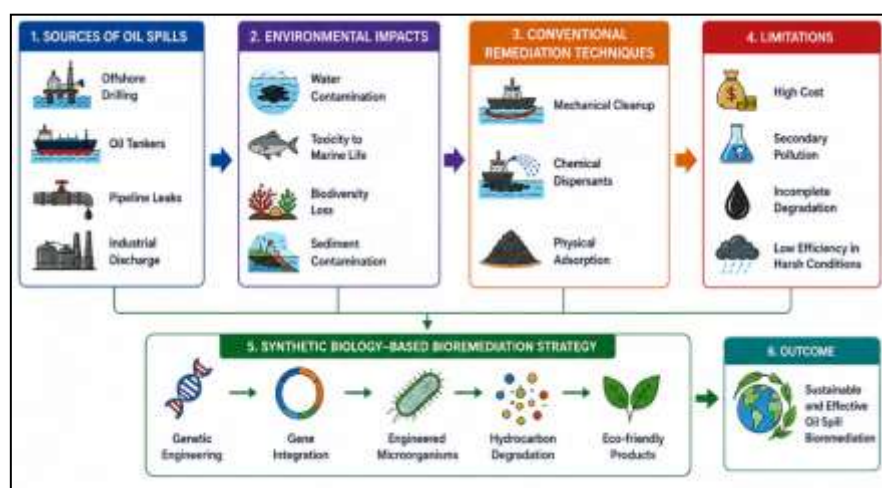 1. SOURCES OF OIL SPILLS
Offshore
Drilling
Oil Tankers
Pipeline Leaks
Industrial
Discharge
2. ENVIRONMENTAL IMPACTS
Water
Contamination
Toxicity to
Marine Life
Biodiversity
Loss
Sediment
Contamination
3. CONVENTIONAL
REMEDIATION TECHNIQUES
Mechanical Cleanup
Chemical
Dispersants
Physical
Adsorption
4. LIMITATIONS
High Cost
Secondary
Pollution
Incomplete
Degradation
Low Efficiency in
Harsh Conditions
5. SYNTHETIC BIOLOGY–BASED BIOREMEDIATION STRATEGY
Genetic
Engineering
Gene
Integration
Engineered
Microorganisms
Hydrocarbon
Degradation
Eco-friendly
Products
6. OUTCOME
Sustainable
and Effective
Oil Spill
Bioremediation